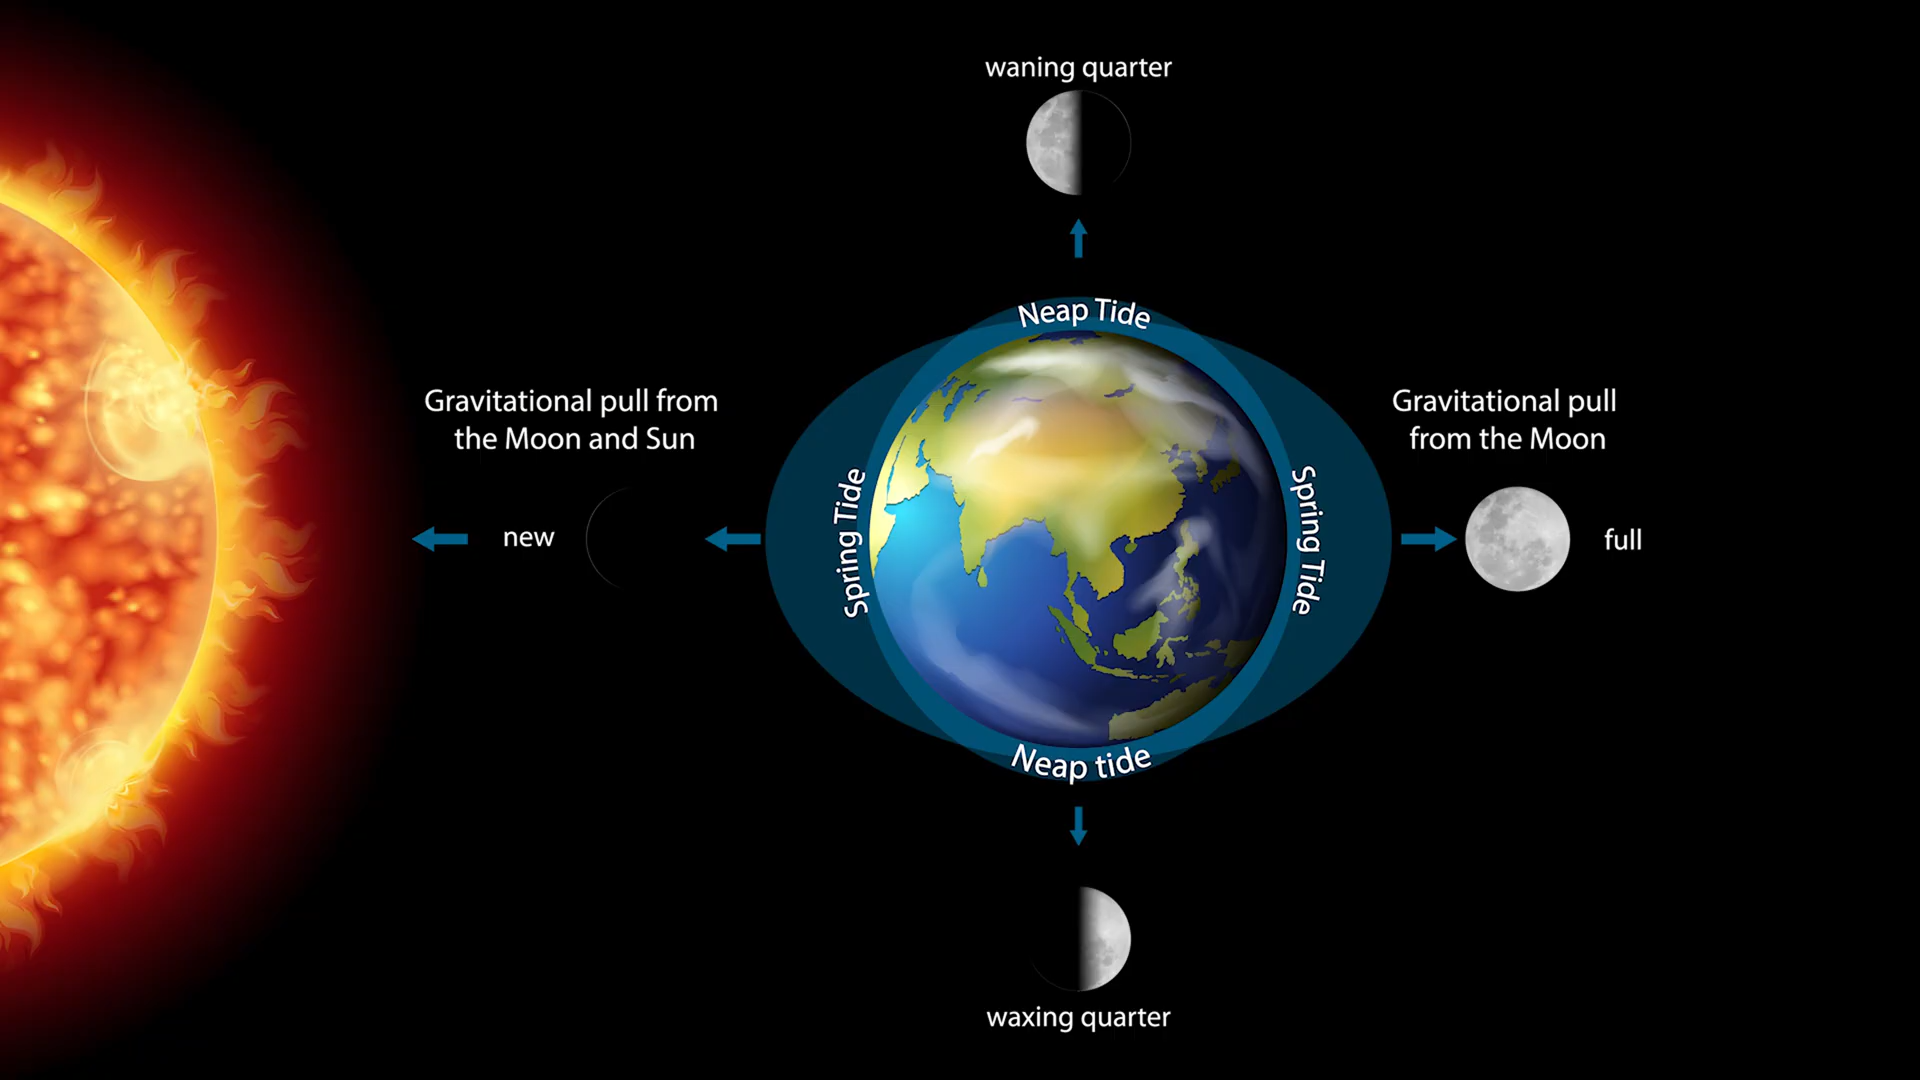 waning quarter
Neap Tide
Gravitational pull from
the Moon and Sun
Gravitational pull
from the Moon
Spring Tide
Spring Tide
new
full
Neap tide
waxing quarter